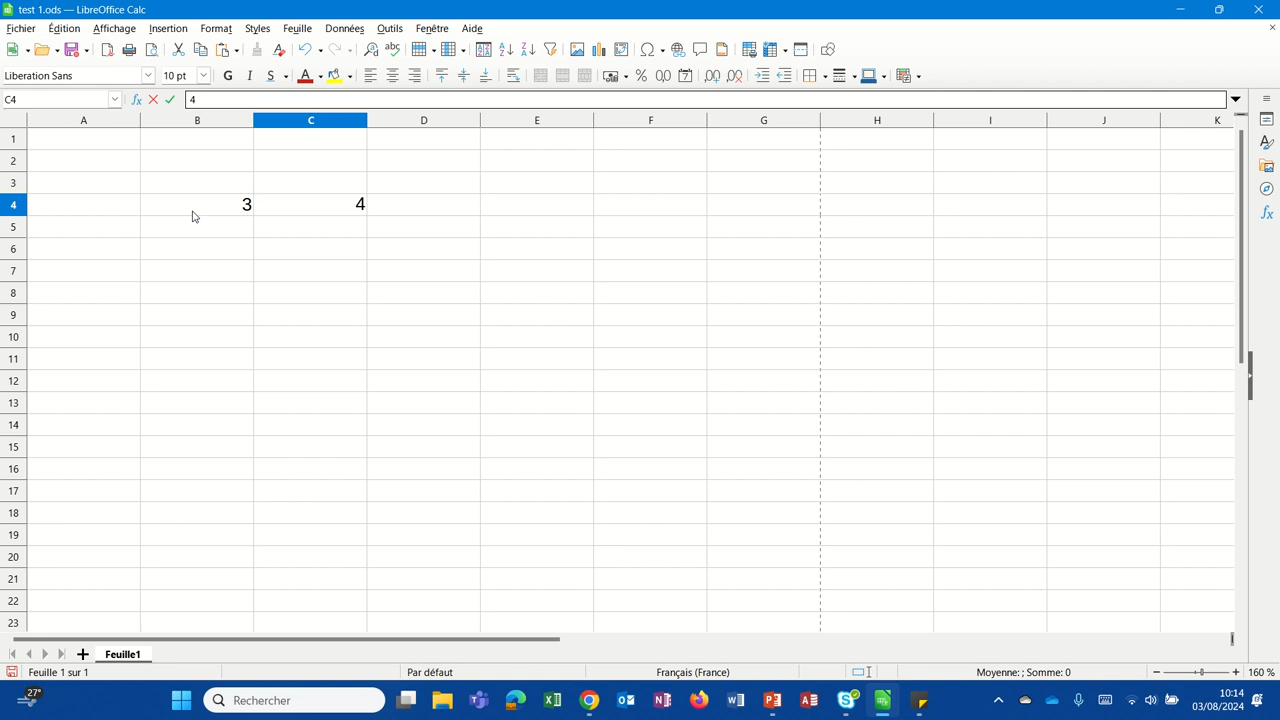 test 1.ods — LibreOffice Calc
Fichier Édition Affichage Insertion Format Styles Feuille Données Outils Fenêtre Aide
Liberation Sans 10 pt G I S
C4 4
A B C D E F G H I J K
1
2
3
4 3 4
5
6
7
8
9
10
11
12
13
14
15
16
17
18
19
20
21
22
23
Feuille1
Feuille 1 sur 1 Par défaut Français (France) Moyenne: ; Somme: 0 160 %
27° Rechercher 10:14
03/08/2024